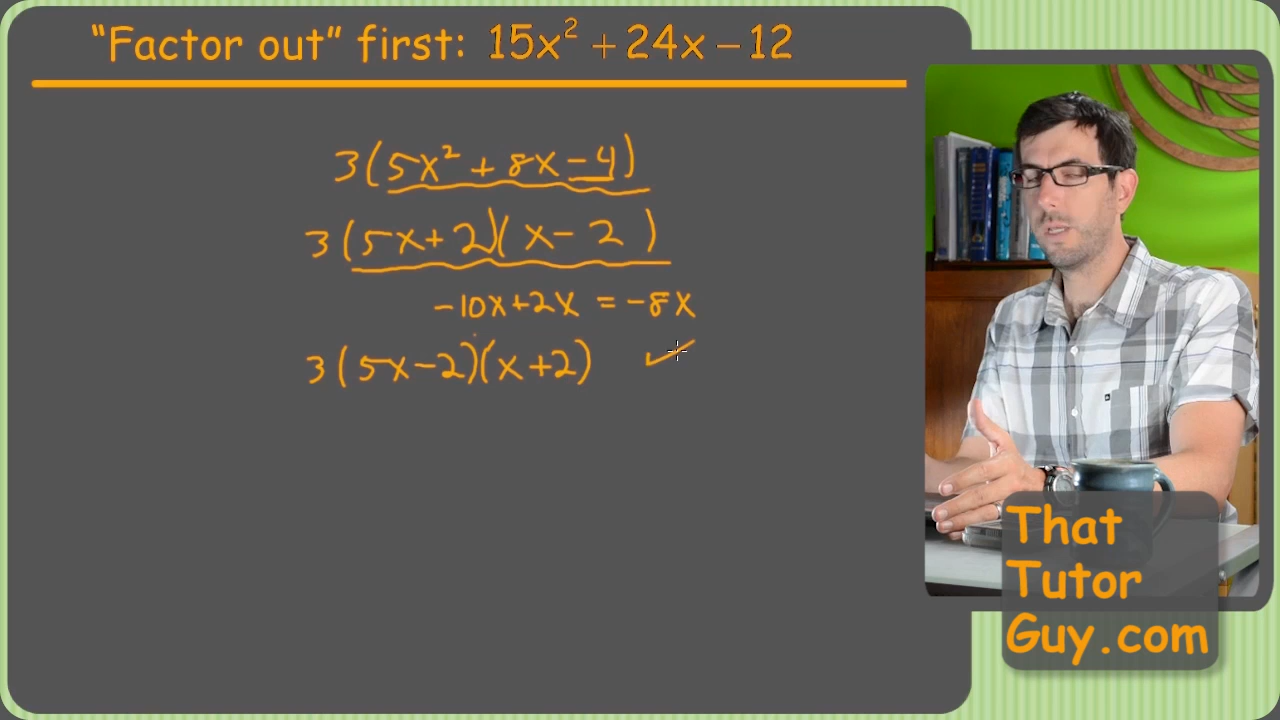 “Factor out” first: 15x² + 24x − 12
3(5x² + 8x − 4)
3(5x+2)(x − 2)
−10x+2x = −8x
3(5x−2)(x+2) ✓
That
Tutor
Guy.com